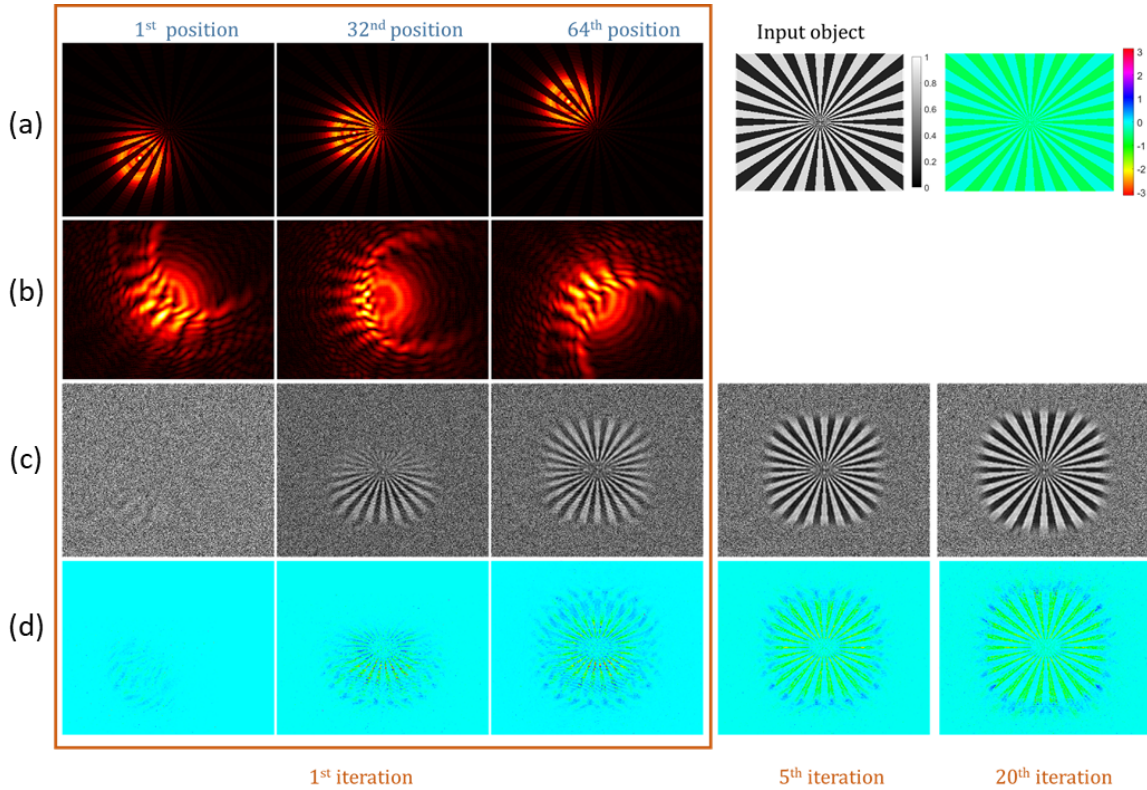 1st position 32nd position 64th position
Input object
(a)
1
0.8
0.6
0.4
0.2
0
3
2
1
0
-1
-2
-3
(b)
(c)
(d)
1st iteration 5th iteration 20th iteration